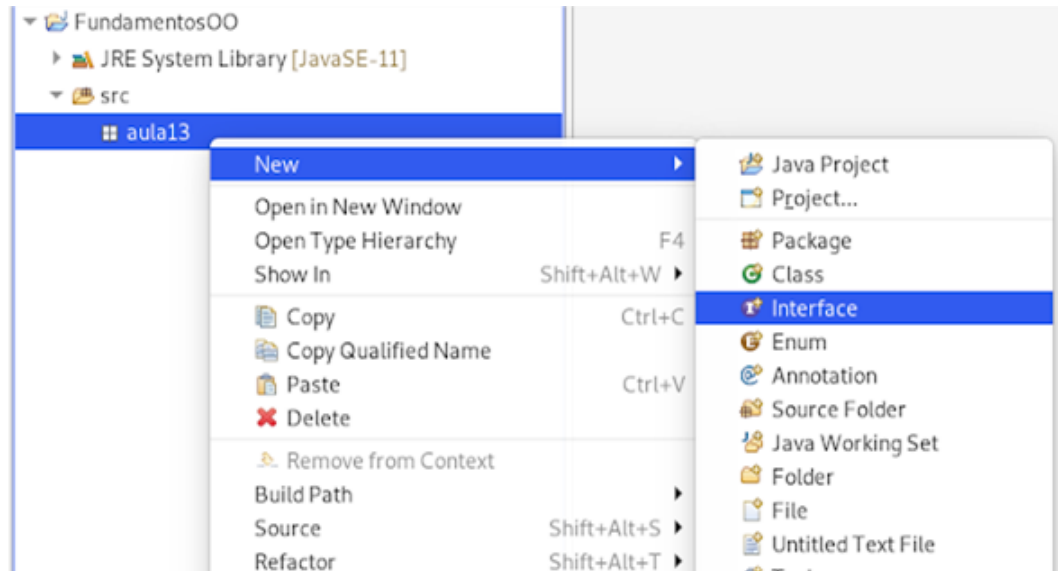 FundamentosOO
JRE System Library [JavaSE-11]
src
aula13
New
Open in New Window
Open Type Hierarchy F4
Show In Shift+Alt+W
Copy Ctrl+C
Copy Qualified Name
Paste Ctrl+V
Delete
Remove from Context
Build Path
Source Shift+Alt+S
Refactor Shift+Alt+T
Java Project
Project...
Package
Class
Interface
Enum
Annotation
Source Folder
Java Working Set
Folder
File
Untitled Text File